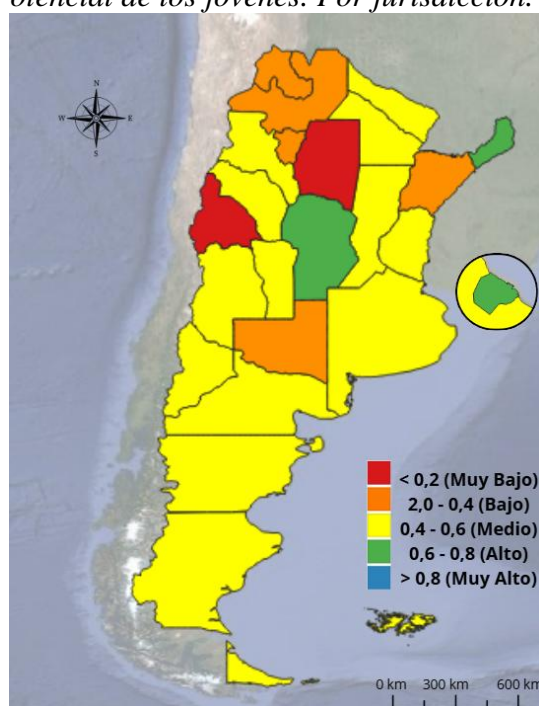 olencial de los jóvenes. Por jurisdicción.
N
W E
S
< 0,2 (Muy Bajo)
2,0 - 0,4 (Bajo)
0,4 - 0,6 (Medio)
0,6 - 0,8 (Alto)
> 0,8 (Muy Alto)
0 km 300 km 600 km